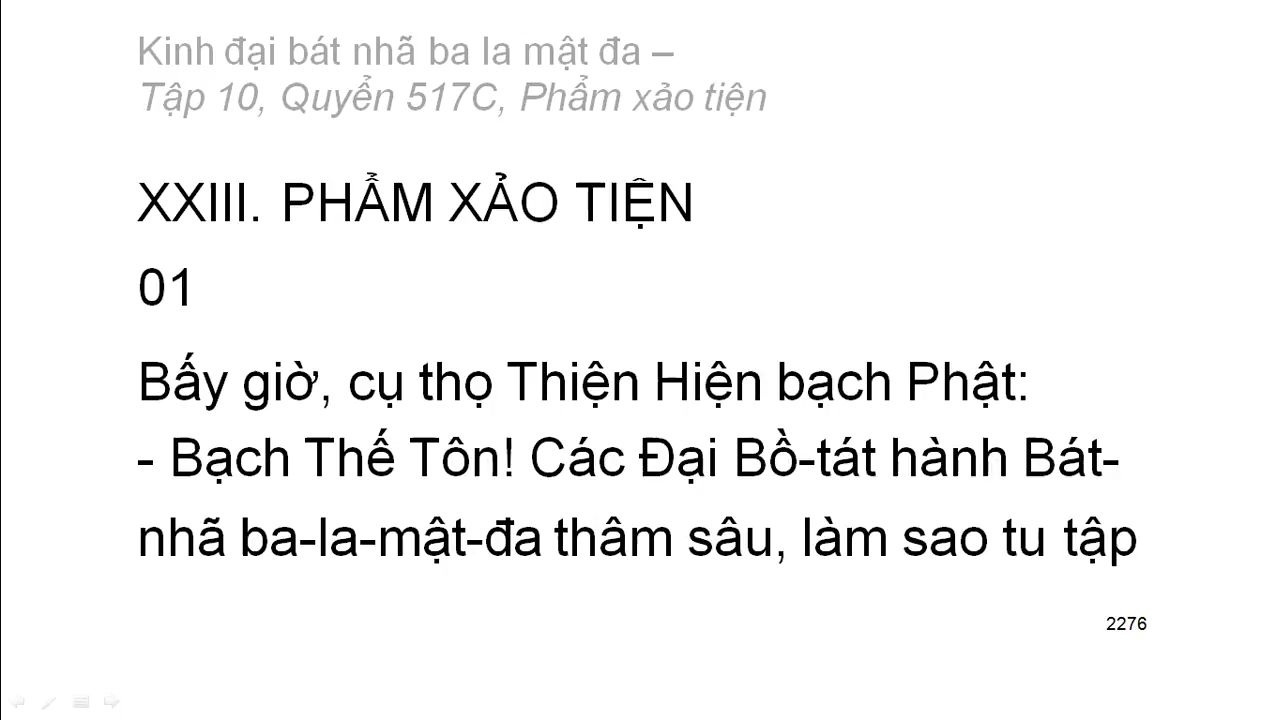 Kinh đại bát nhã ba la mật đa –
Tập 10, Quyển 517C, Phẩm xảo tiện
XXIII. PHẨM XẢO TIỆN
01
Bấy giờ, cụ thọ Thiện Hiện bạch Phật:
- Bạch Thế Tôn! Các Đại Bồ-tát hành Bát-
nhã ba-la-mật-đa thâm sâu, làm sao tu tập
2276